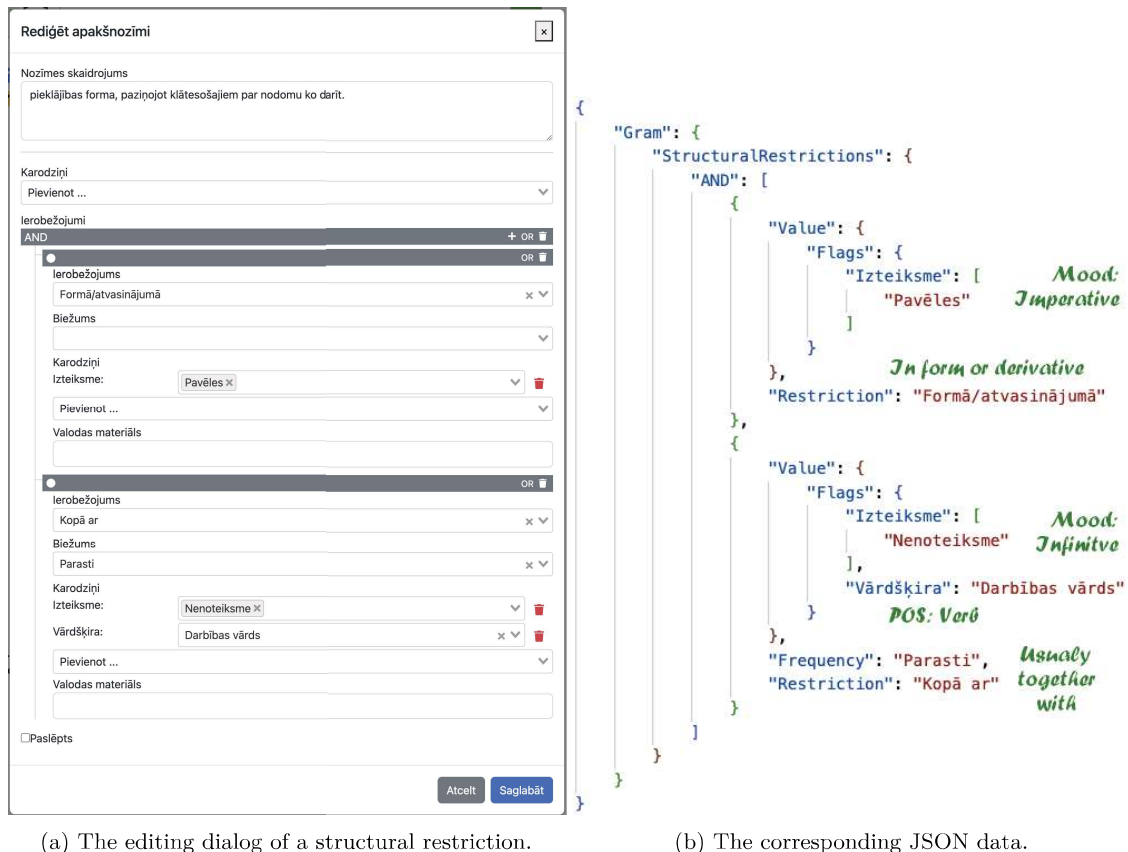 Rediģēt apakšnozīmi
×
Nozīmes skaidrojums
pieklājības forma, paziņojot klātesošajiem par nodomu ko darīt.
Karodziņi
Pievienot ...
Ierobežojumi
AND + OR
OR
Ierobežojums
Formā/atvasinājumā ×
Biežums
Karodziņi
Izteiksme: Pavēles ×
Pievienot ...
Valodas materiāls
OR
Ierobežojums
Kopā ar ×
Biežums
Parasti ×
Karodziņi
Izteiksme: Nenoteiksme ×
Vārdšķira: Darbības vārds ×
Pievienot ...
Valodas materiāls
Paslēpts
Atcelt Saglabāt
(a) The editing dialog of a structural restriction.
{
"Gram": {
"StructuralRestrictions": {
"AND": [
{
"Value": {
"Flags": {
"Izteiksme": [ Mood:
"Pavēles" Imperative
]
}
In form or derivative
},
"Restriction": "Formā/atvasinājumā"
},
{
"Value": {
"Flags": {
"Izteiksme": [ Mood:
"Nenoteiksme" Infinitve
],
"Vārdšķira": "Darbības vārds"
} POS: Verb
},
"Frequency": "Parasti", Usualy
"Restriction": "Kopā ar" together
with
}
]
}
}
}
(b) The corresponding JSON data.